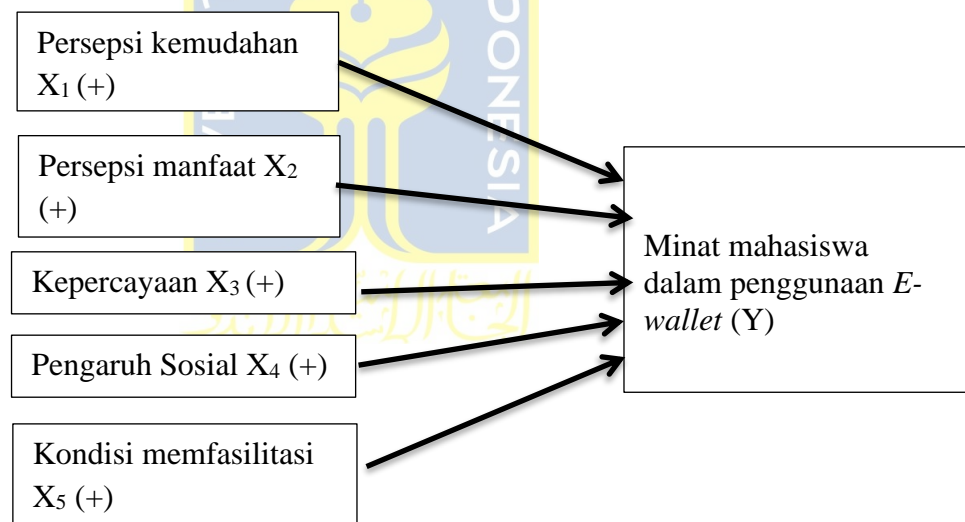 Persepsi kemudahan
X₁ (+)
Persepsi manfaat X₂
(+)
Kepercayaan X₃ (+)
Pengaruh Sosial X₄ (+)
Kondisi memfasilitasi
X₅ (+)
Minat mahasiswa
dalam penggunaan E-
wallet (Y)